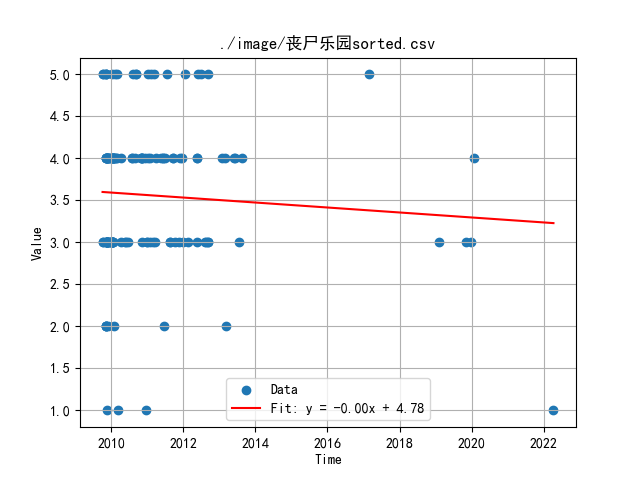 ./image/丧尸乐园sorted.csv
5.0
4.5
4.0
3.5
3.0
2.5
2.0
1.5
1.0
Value
Data
Fit: y = -0.00x + 4.78
2010 2012 2014 2016 2018 2020 2022
Time